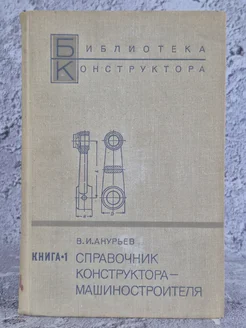 БИБЛИОТЕКА
КОНСТРУКТОРА
В.И.АНУРЬЕВ
КНИГА·1 СПРАВОЧНИК
КОНСТРУКТОРА—
МАШИНОСТРОИТЕЛЯ